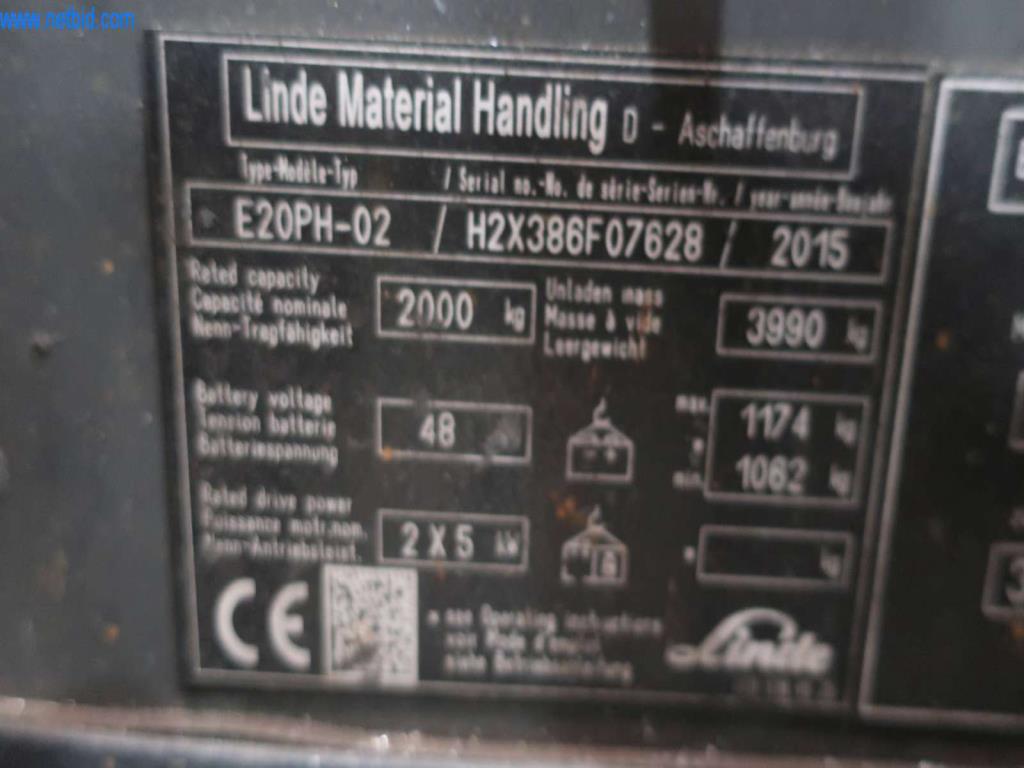 www.netbid.com
Linde Material Handling D - Aschaffenburg
Type-Modèle-Typ / Serial no.-No. de série-Serien-Nr. / year-année-Baujahr
E20PH-02 / H2X386F07628 / 2015
Rated capacity
Capacité nominale
Nenn-Tragfähigkeit
2000 kg
Unladen mass
Masse à vide
Leergewicht
3990 kg
Battery voltage
Tension batterie
Batteriespannung
48
max. 1174 kg
min. 1062 kg
Rated drive power
Puissance motr.nom.
Nenn-Antriebsleist.
2 X 5 kW
* kg
CE
* see Operating instructions
voir Mode d'emploi
siehe Betriebsanleitung
Linde